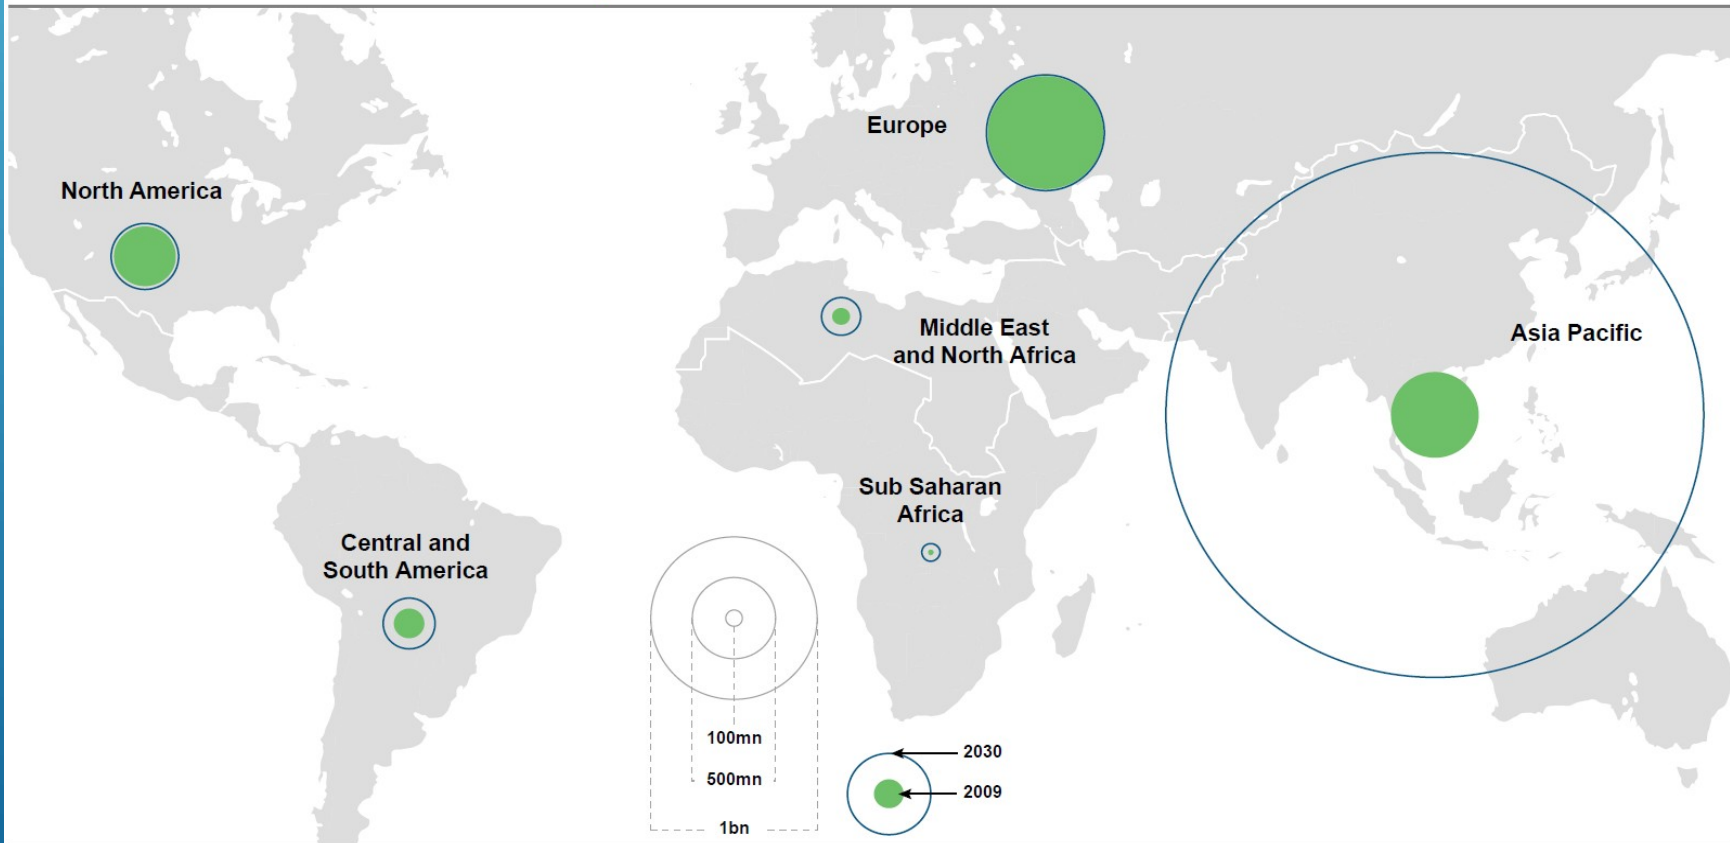 Europe
North America
Middle East
and North Africa
Asia Pacific
Sub Saharan
Africa
Central and
South America
100mn
500mn
1bn
2030
2009